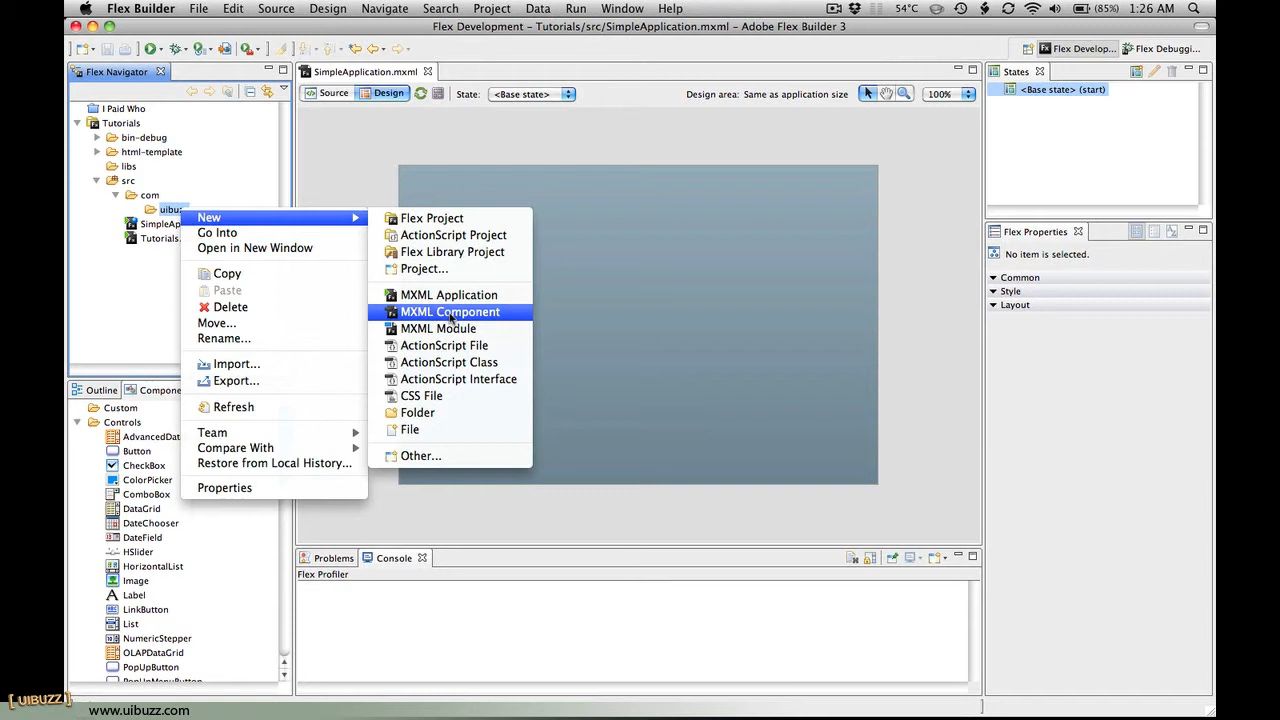 Flex Builder File Edit Source Design Navigate Search Project Data Run Window Help 54°C (85%) 1:26 AM
Flex Development - Tutorials/src/SimpleApplication.mxml - Adobe Flex Builder 3
Flex Develop... Flex Debuggi...
Flex Navigator
SimpleApplication.mxml
States
Source Design State: <Base state> Design area: Same as application size 100%
<Base state> (start)
I Paid Who
Tutorials
bin-debug
html-template
libs
src
com
uibuz
SimpleAp
Tutorials.
New
Go Into
Open in New Window
Copy
Paste
Delete
Move...
Rename...
Import...
Export...
Refresh
Team
Compare With
Restore from Local History...
Properties
Flex Project
ActionScript Project
Flex Library Project
Project...
MXML Application
MXML Component
MXML Module
ActionScript File
ActionScript Class
ActionScript Interface
CSS File
Folder
File
Other...
Flex Properties
No item is selected.
Common
Style
Layout
Outline Compone
Custom
Controls
AdvancedData
Button
CheckBox
ColorPicker
ComboBox
DataGrid
DateChooser
DateField
HSlider
HorizontalList
Image
Label
LinkButton
List
NumericStepper
OLAPDataGrid
PopUpButton
PopUpMenuButton
Problems Console
Flex Profiler
[UIBUZZ]
www.uibuzz.com